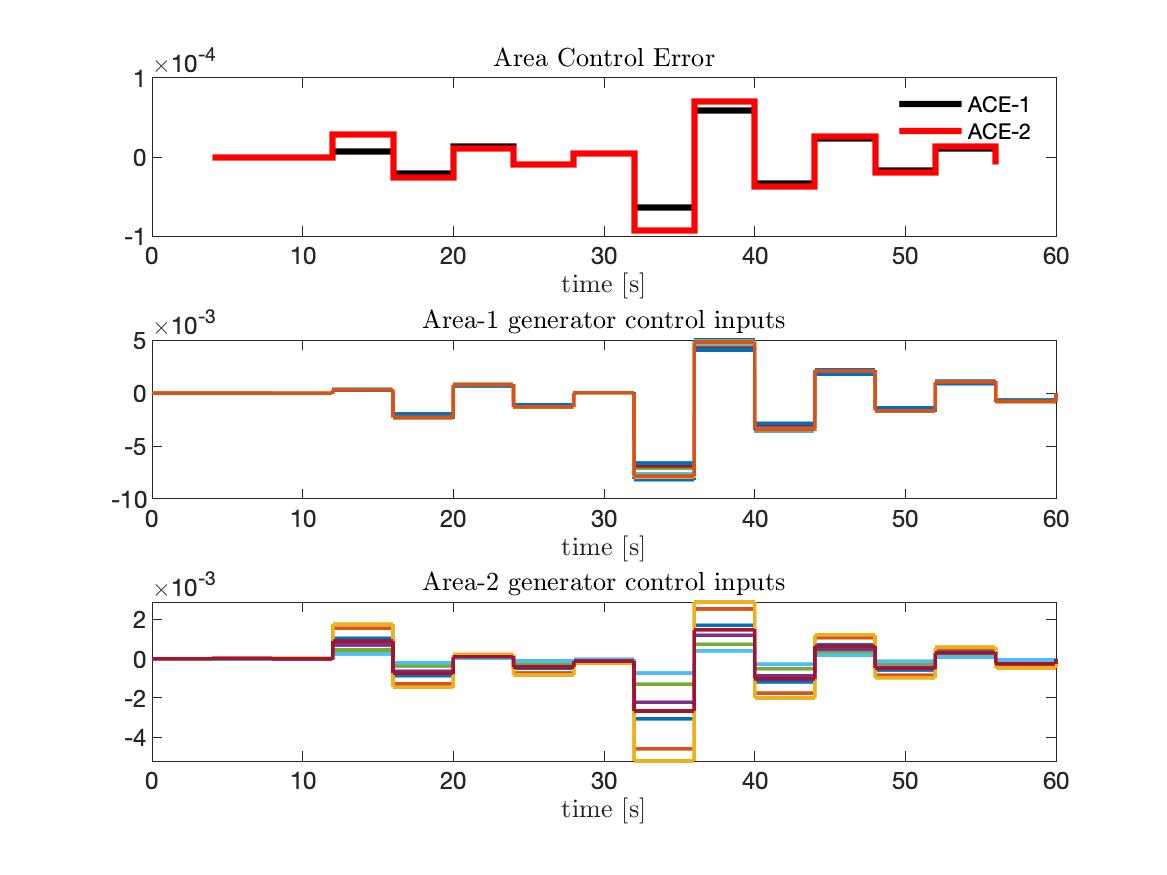 Area Control Error
×10-4
1
0
-1
ACE-1
ACE-2
0 10 20 30 40 50 60
time [s]
Area-1 generator control inputs
×10-3
5
0
-5
-10
0 10 20 30 40 50 60
time [s]
Area-2 generator control inputs
×10-3
2
0
-2
-4
0 10 20 30 40 50 60
time [s]